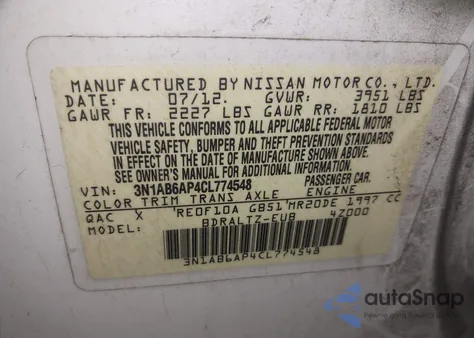 MANUFACTURED BY NISSAN MOTOR CO., LTD.
DATE: 07/12. GVWR: 3951 LBS
GAWR FR: 2227 LBS GAWR RR: 1810 LBS
THIS VEHICLE CONFORMS TO ALL APPLICABLE FEDERAL MOTOR
VEHICLE SAFETY, BUMPER AND THEFT PREVENTION STANDARDS
IN EFFECT ON THE DATE OF MANUFACTURE SHOWN ABOVE.
SEE OWNER'S MANUAL FOR ADDITIONAL INFORMATION.
VIN: 3N1AB6AP4CL774548 PASSENGER CAR.
COLOR TRIM TRANS AXLE ENGINE
QAC X RE0F10A GB51 MR20DE 1997 CC
MODEL: BDRALTZ-EUB 4Z000
3N1AB6AP4CL774548
autoSnap